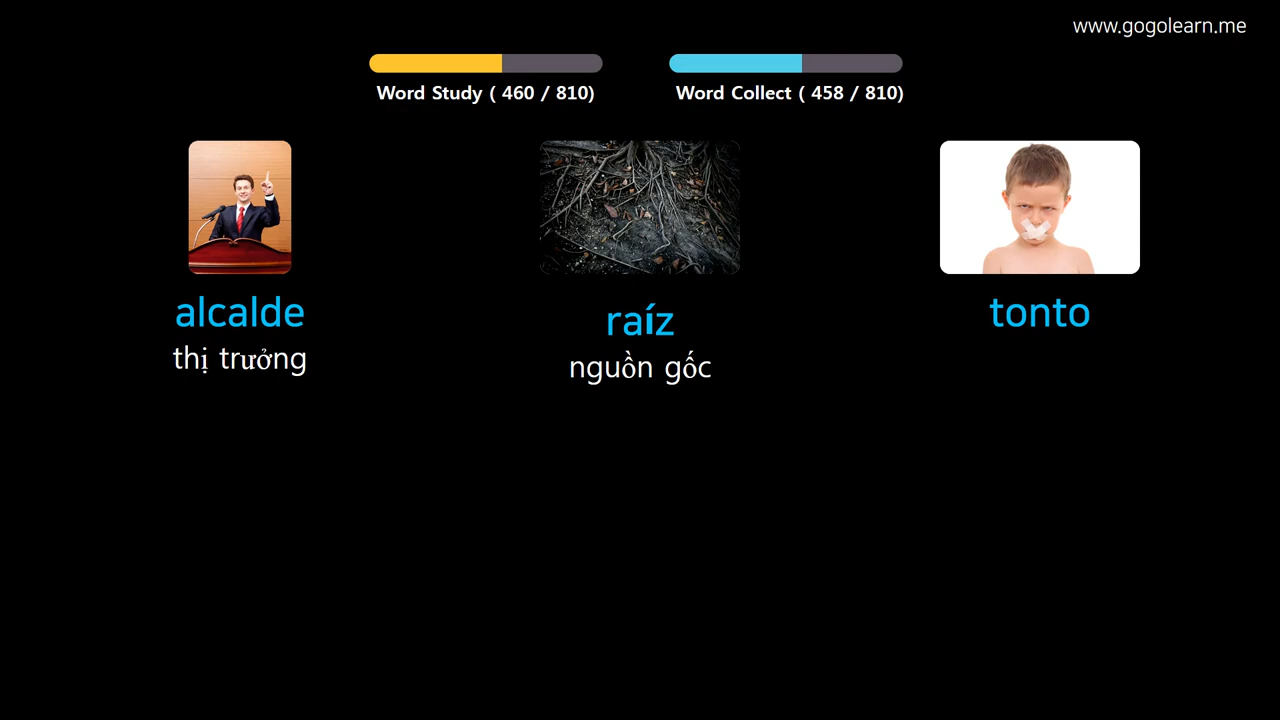 www.gogolearn.me
Word Study ( 460 / 810)
Word Collect ( 458 / 810)
alcalde
thị trưởng
raíz
nguồn gốc
tonto